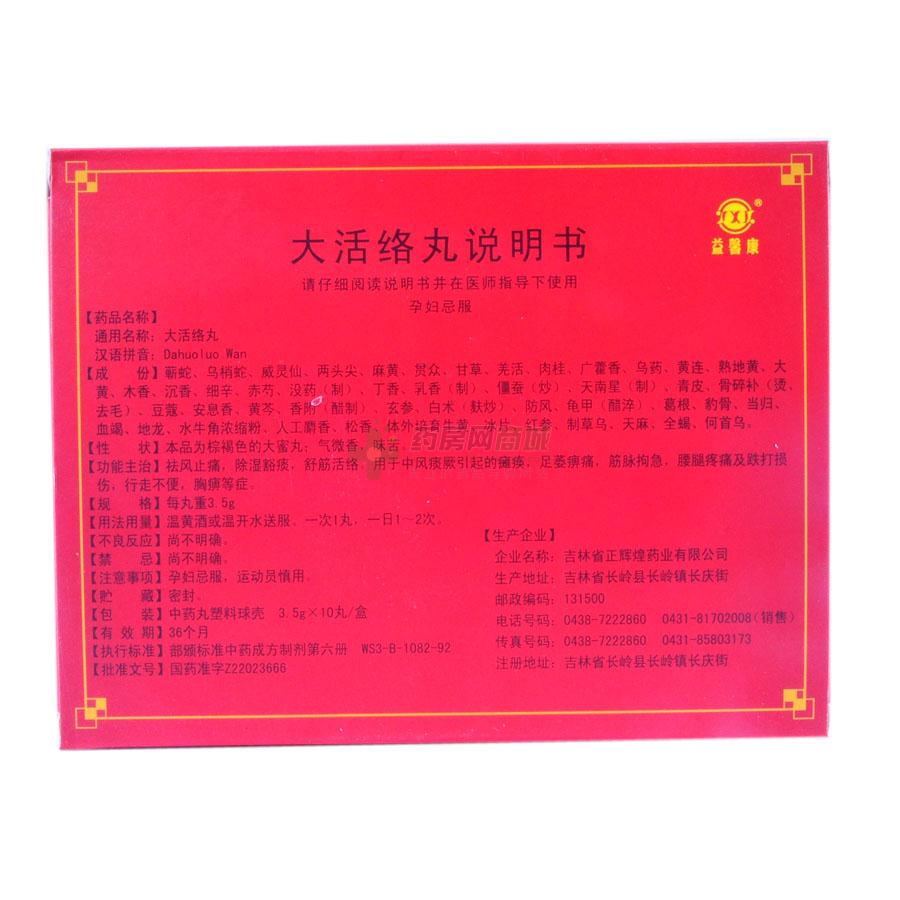 益馨康®
大活络丸说明书
请仔细阅读说明书并在医师指导下使用
孕妇忌服
【药品名称】
通用名称：大活络丸
汉语拼音：Dahuoluo Wan
【成　份】蕲蛇、乌梢蛇、威灵仙、两头尖、麻黄、贯众、甘草、羌活、肉桂、广藿香、乌药、黄连、熟地黄、大
黄、木香、沉香、细辛、赤芍、没药（制）、丁香、乳香（制）、僵蚕（炒）、天南星（制）、青皮、骨碎补（烫、
去毛）、豆蔻、安息香、黄芩、香附（醋制）、玄参、白术（麸炒）、防风、龟甲（醋淬）、葛根、豹骨、当归、
血竭、地龙、水牛角浓缩粉、人工麝香、松香、体外培育牛黄、冰片、红参、制草乌、天麻、全蝎、何首乌。
【性　状】本品为棕褐色的大蜜丸；气微香，味苦。
【功能主治】祛风止痛，除湿豁痰，舒筋活络。用于中风痰厥引起的瘫痪，足萎痹痛，筋脉拘急，腰腿疼痛及跌打损
伤，行走不便，胸痹等症。
【规　格】每丸重3.5g
【用法用量】温黄酒或温开水送服。一次1丸，一日1～2次。
【不良反应】尚不明确。
【禁　忌】尚不明确。
【注意事项】孕妇忌服，运动员慎用。
【贮　藏】密封。
【包　装】中药丸塑料球壳　3.5g×10丸/盒
【有 效 期】36个月
【执行标准】部颁标准中药成方制剂第六册　WS3-B-1082-92
【批准文号】国药准字Z22023666
【生产企业】
企业名称：吉林省正辉煌药业有限公司
生产地址：吉林省长岭县长岭镇长庆街
邮政编码：131500
电话号码：0438-7222860　0431-81702008（销售）
传真号码：0438-7222860　0431-85803173
注册地址：吉林省长岭县长岭镇长庆街
药房网商城